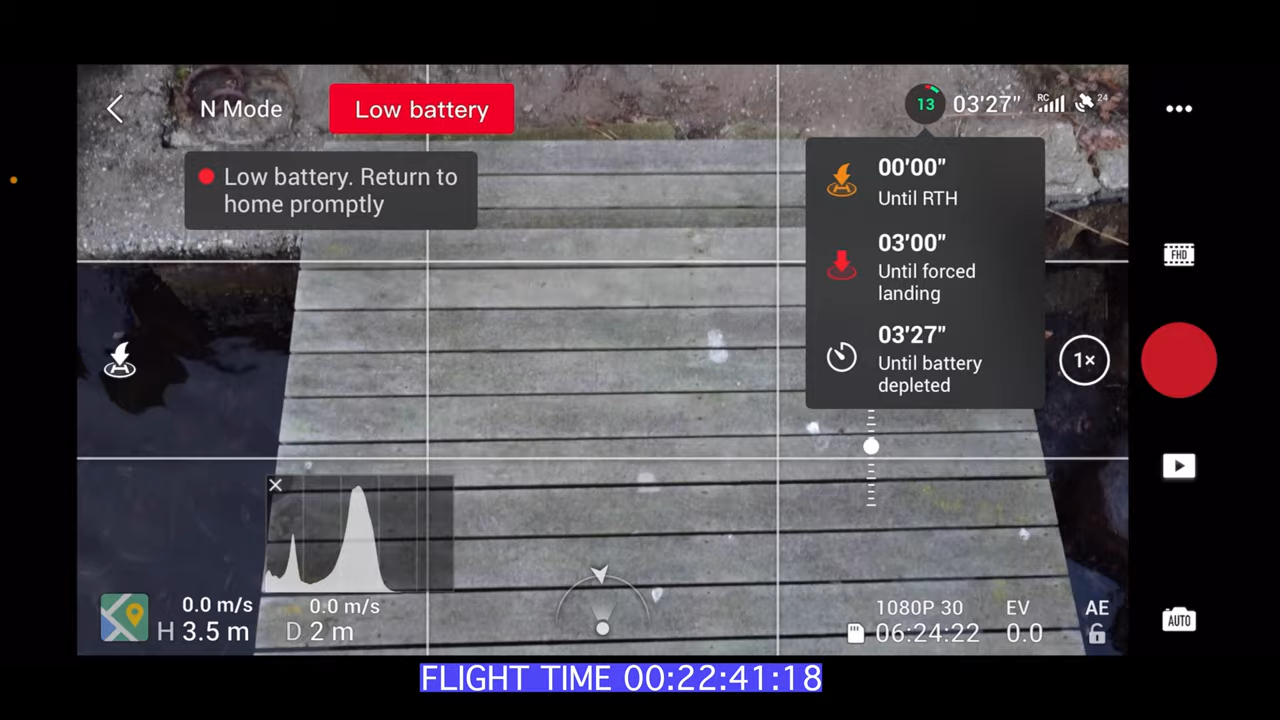 N Mode
Low battery
13
03'27"
RC
24
Low battery. Return to
home promptly
00'00"
Until RTH
03'00"
Until forced
landing
03'27"
Until battery
depleted
FHD
1×
0.0 m/s
0.0 m/s
H 3.5 m
D 2 m
1080P 30
EV
AE
06:24:22
0.0
AUTO
FLIGHT TIME 00:22:41:18